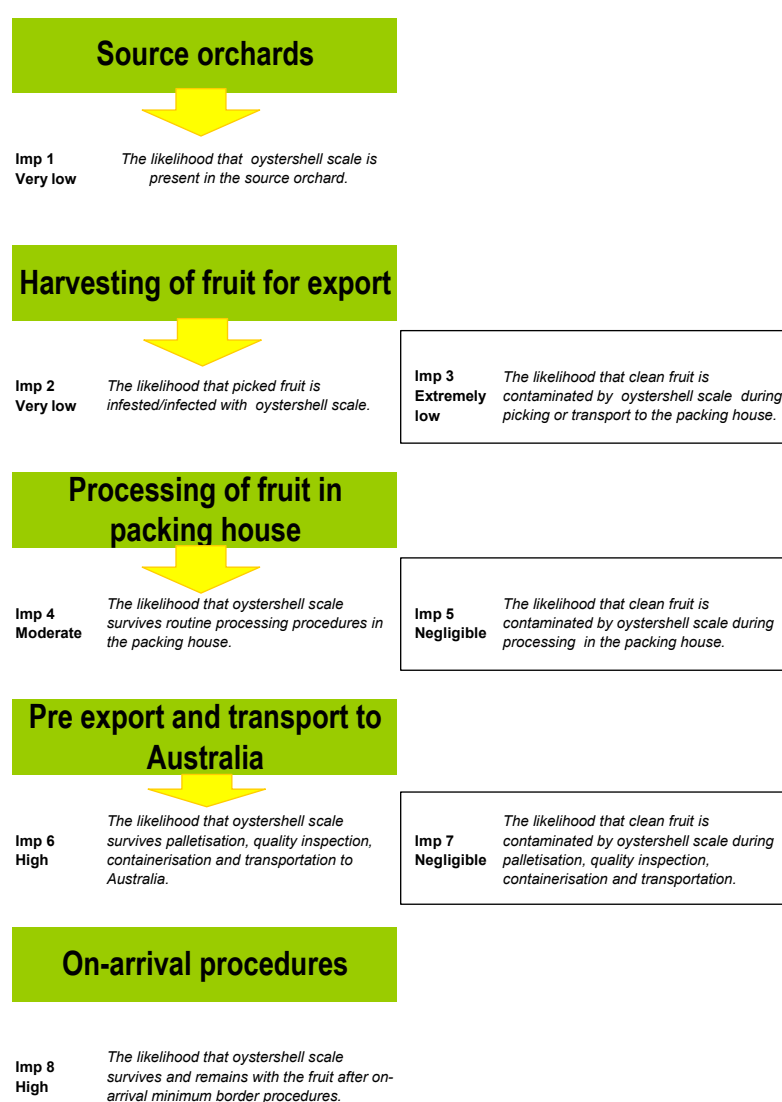 Source orchards
Imp 1
Very low
The likelihood that oystershell scale is
present in the source orchard.
Harvesting of fruit for export
Imp 2
Very low
The likelihood that picked fruit is
infested/infected with oystershell scale.
Imp 3
Extremely
low
The likelihood that clean fruit is
contaminated by oystershell scale during
picking or transport to the packing house.
Processing of fruit in
packing house
Imp 4
Moderate
The likelihood that oystershell scale
survives routine processing procedures in
the packing house.
Imp 5
Negligible
The likelihood that clean fruit is
contaminated by oystershell scale during
processing in the packing house.
Pre export and transport to
Australia
Imp 6
High
The likelihood that oystershell scale
survives palletisation, quality inspection,
containerisation and transportation to
Australia.
Imp 7
Negligible
The likelihood that clean fruit is
contaminated by oystershell scale during
palletisation, quality inspection,
containerisation and transportation.
On-arrival procedures
Imp 8
High
The likelihood that oystershell scale
survives and remains with the fruit after on-
arrival minimum border procedures.